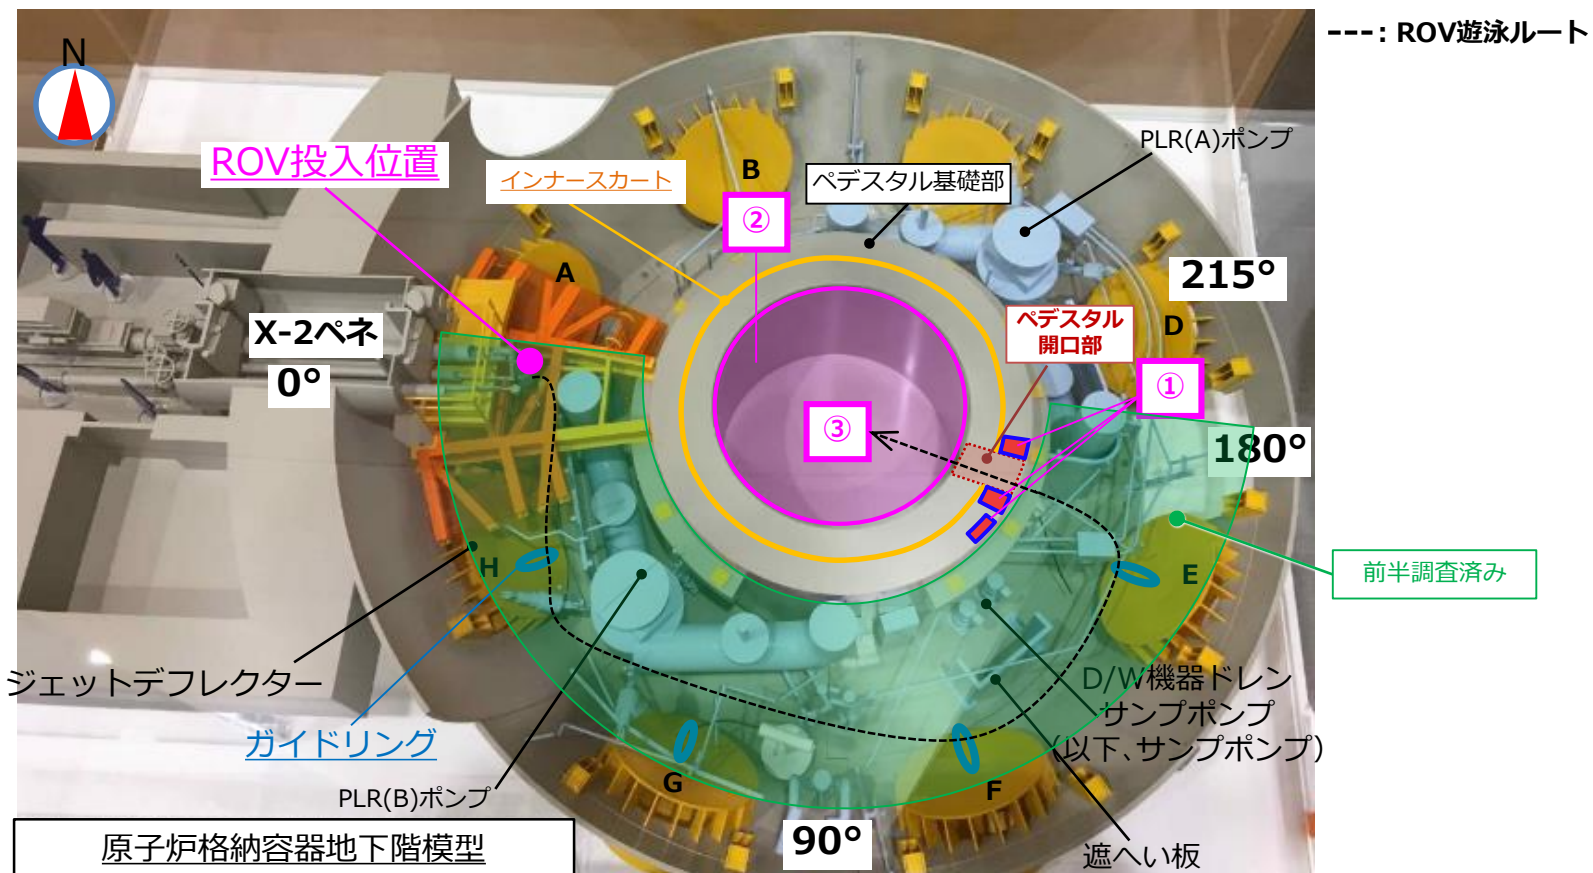 ---: ROV遊泳ルート
N
PLR(A)ポンプ
ROV投入位置
インナースカート
B
ペデスタル基礎部
②
A
215°
X-2ペネ
0°
ペデスタル
開口部
D
①
③
180°
前半調査済み
H
E
ジェットデフレクター
ガイドリング
D/W機器ドレン
サンプポンプ
(以下、サンプポンプ)
G
F
PLR(B)ポンプ
90°
原子炉格納容器地下階模型
遮へい板